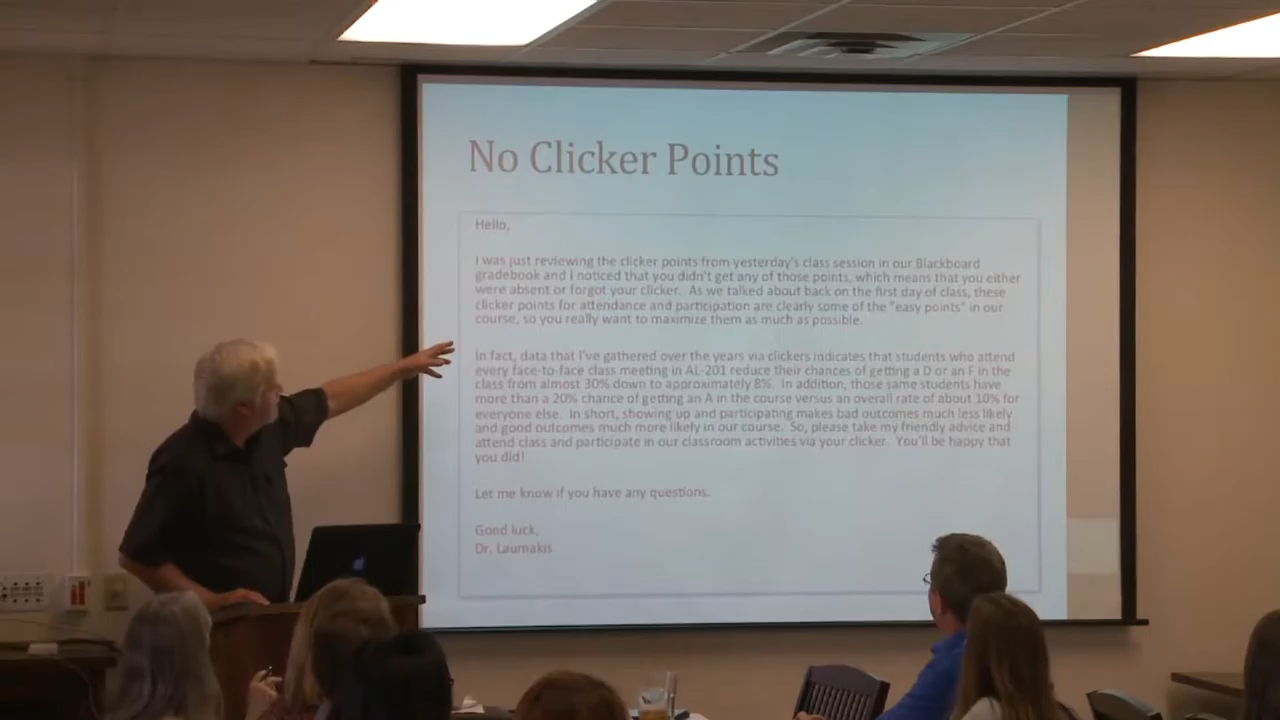 No Clicker Points
Hello,
I was just reviewing the clicker points from yesterday's class session in our Blackboard
gradebook and I noticed that you didn't get any of those points, which means that you either
were absent or forgot your clicker.  As we talked about back on the first day of class, these
clicker points for attendance and participation are clearly some of the "easy points" in our
course, so you really want to maximize them as much as possible.
In fact, data that I've gathered over the years via clickers indicates that students who attend
every face-to-face class meeting in AL-201 reduce their chances of getting a D or an F in the
class from almost 30% down to approximately 8%.  In addition, those same students have
more than a 20% chance of getting an A in the course versus an overall rate of about 10% for
everyone else.  In short, showing up and participating makes bad outcomes much less likely
and good outcomes much more likely in our course.  So, please take my friendly advice and
attend class and participate in our classroom activities via your clicker.  You'll be happy that
you did!
Let me know if you have any questions.
Good luck,
Dr. Laumakis